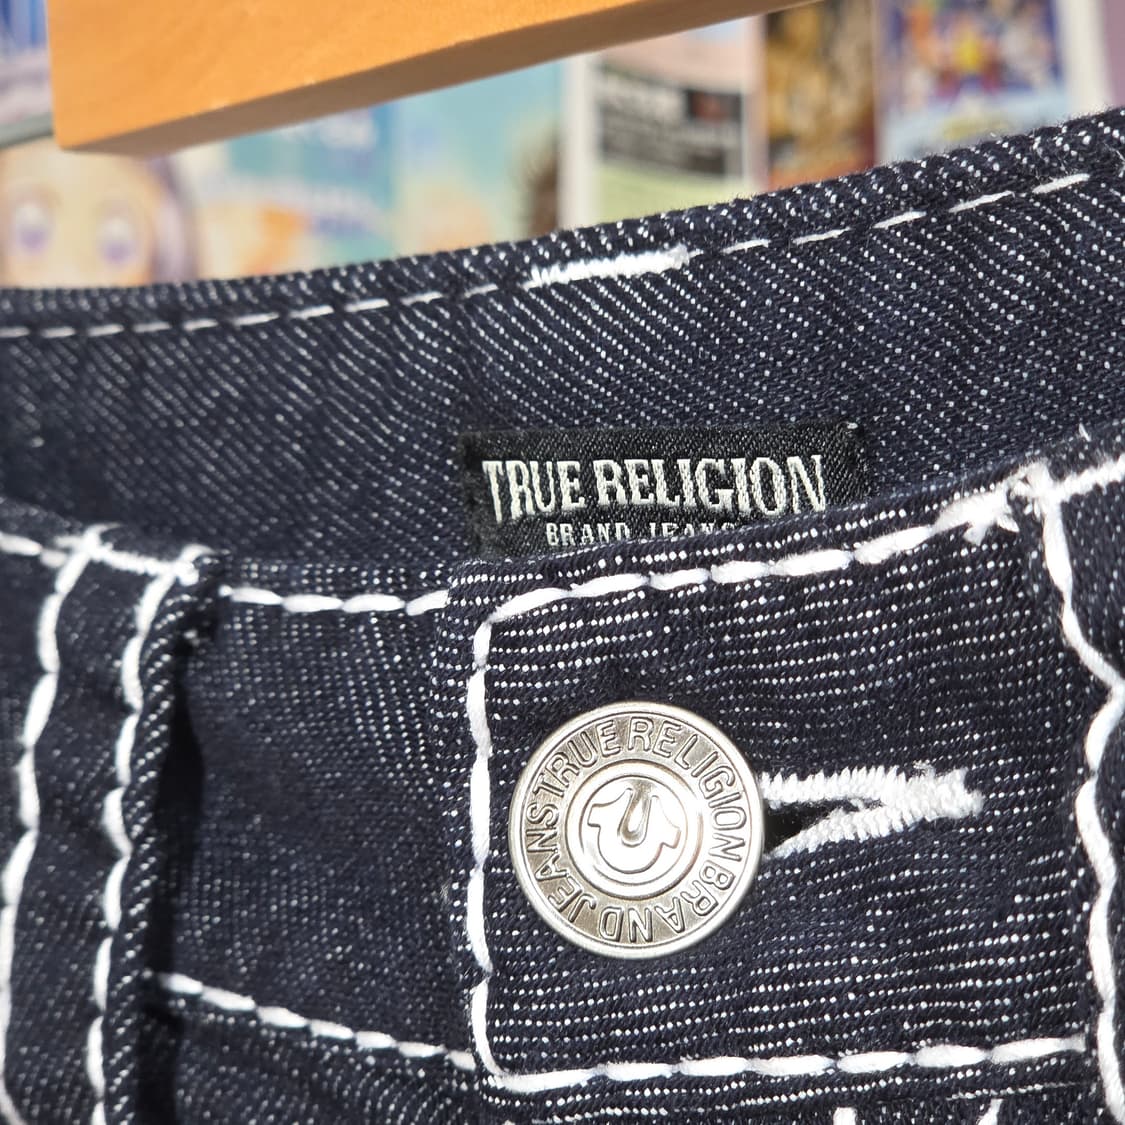 TRUE RELIGION
BRAND JEANS
TRUE RELIGION BRAND JEANS